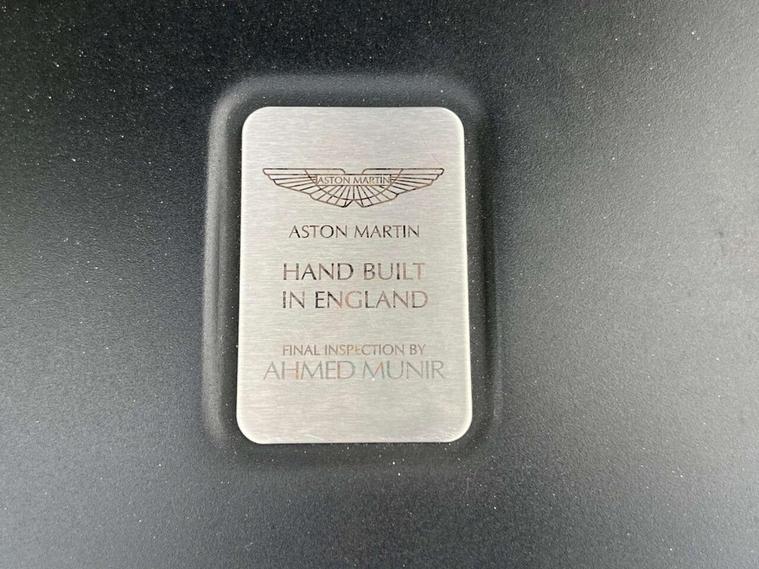 ASTON MARTIN
ASTON MARTIN
HAND BUILT
IN ENGLAND
FINAL INSPECTION BY
AHMED MUNIR